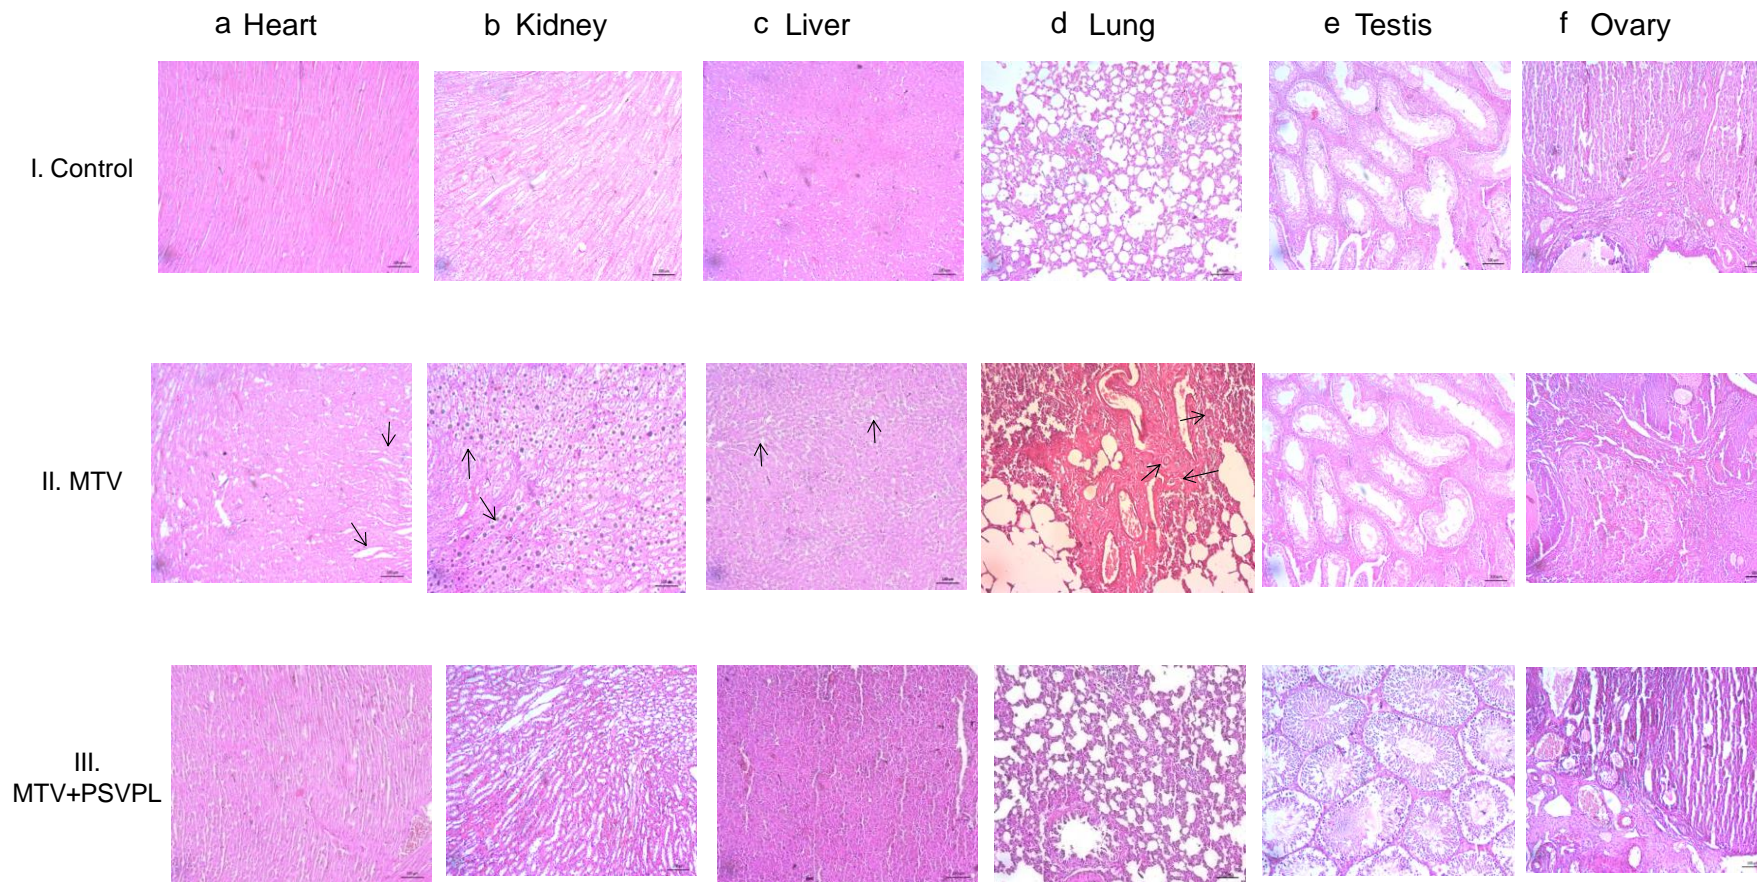 a Heart
b Kidney
c Liver
d Lung
e Testis
f Ovary
I. Control
II. MTV
III.
MTV+PSVPL